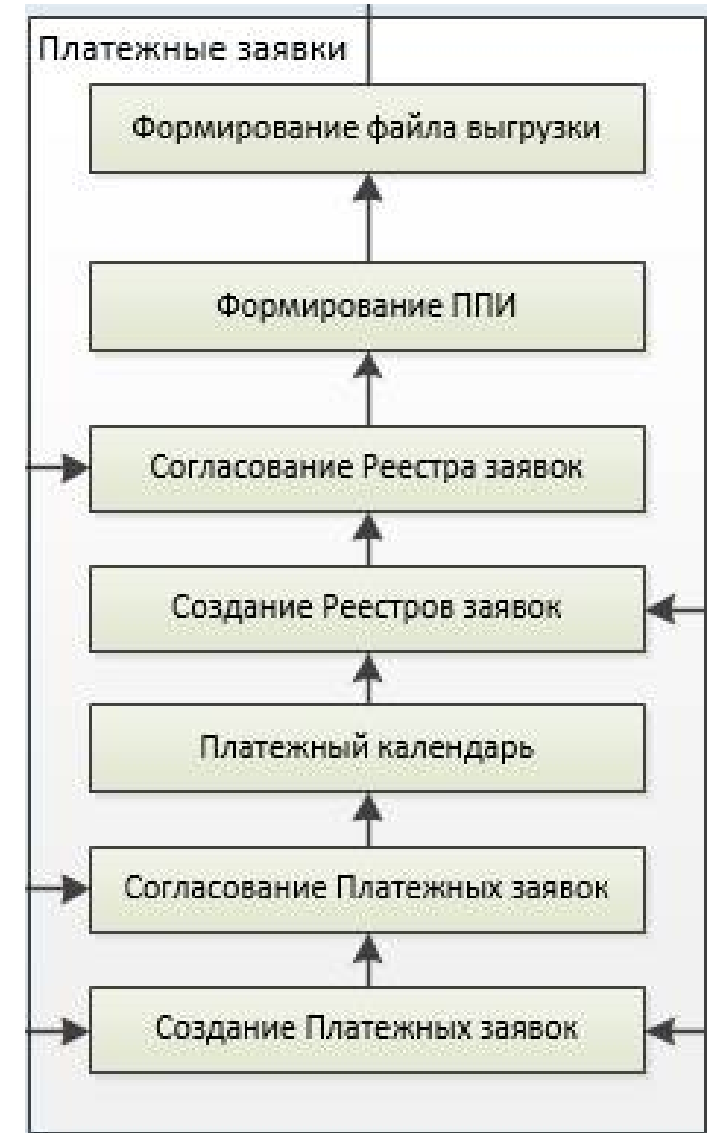 Платежные заявки
Формирование файла выгрузки
Формирование ППИ
Согласование Реестра заявок
Создание Реестров заявок
Платежный календарь
Согласование Платежных заявок
Создание Платежных заявок